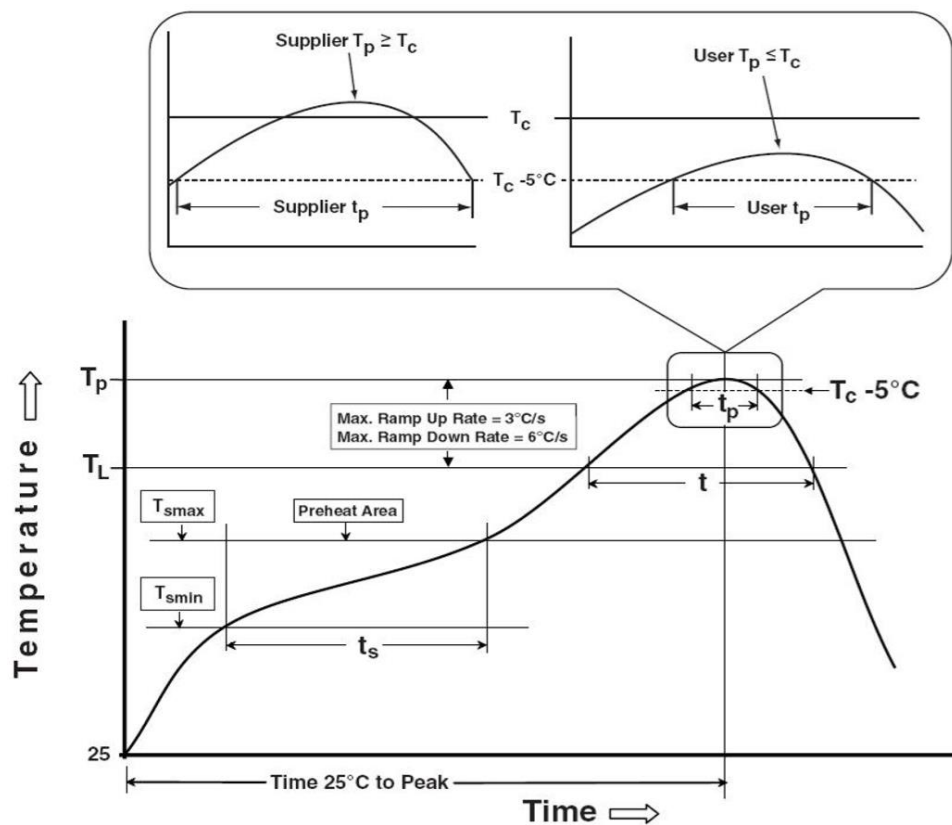 Supplier Tp ≥ Tc
User Tp ≤ Tc
Tc
Tc -5°C
Supplier tp
User tp
Tp
Tc -5°C
tp
Max. Ramp Up Rate = 3°C/s
Max. Ramp Down Rate = 6°C/s
TL
t
Tsmax
Preheat Area
Tsmin
ts
Temperature
25
Time 25°C to Peak
Time